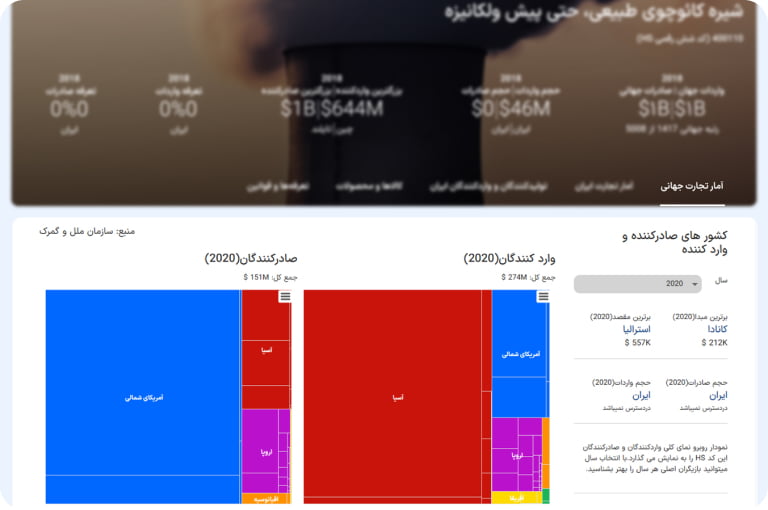 شیره کائوچوی طبیعی، حتی پیش ولکانیزه
400110 (کد شش رقمی HS)
2018
واردات جهان | صادرات جهانی
$1B|$1B
رتبه جهانی 1417 از 5008
2018
حجم واردات | حجم صادرات
$0|$46M
ایران | ایران
2018
بزرگترین واردکننده | بزرگترین صادرکننده
$1B|$644M
چین | تایلند
2018
تعرفه واردات
0%0
ایران
2018
تعرفه صادرات
0%0
ایران
آمار تجارت جهانی
آمار تجارت ایران
تولیدکنندگان و واردکنندگان ایران
کالاها و محصولات
تعرفه‌ها و قوانین
کشور های صادرکننده و
وارد کننده
سال
2020
برترین مبدا(2020)
کانادا
$ 212K
برترین مقصد(2020)
استرالیا
$ 557K
حجم صادرات(2020)
ایران
دردسترس نمیباشد
حجم واردات(2020)
ایران
دردسترس نمیباشد
نمودار روبرو نمای کلی واردکنندگان و صادرکنندگان
این کد HS را به نمایش می گذارد.با انتخاب سال
میتوانید بازیگران اصلی هر سال را بهتر بشناسید.
منبع: سازمان ملل و گمرک
وارد کنندگان(2020)
جمع کل: 274M $
آمریکای شمالی
آسیا
اروپا
آفریقا
صادرکنندگان(2020)
جمع کل: 151M $
آسیا
آمریکای شمالی
اروپا
اقیانوسیه